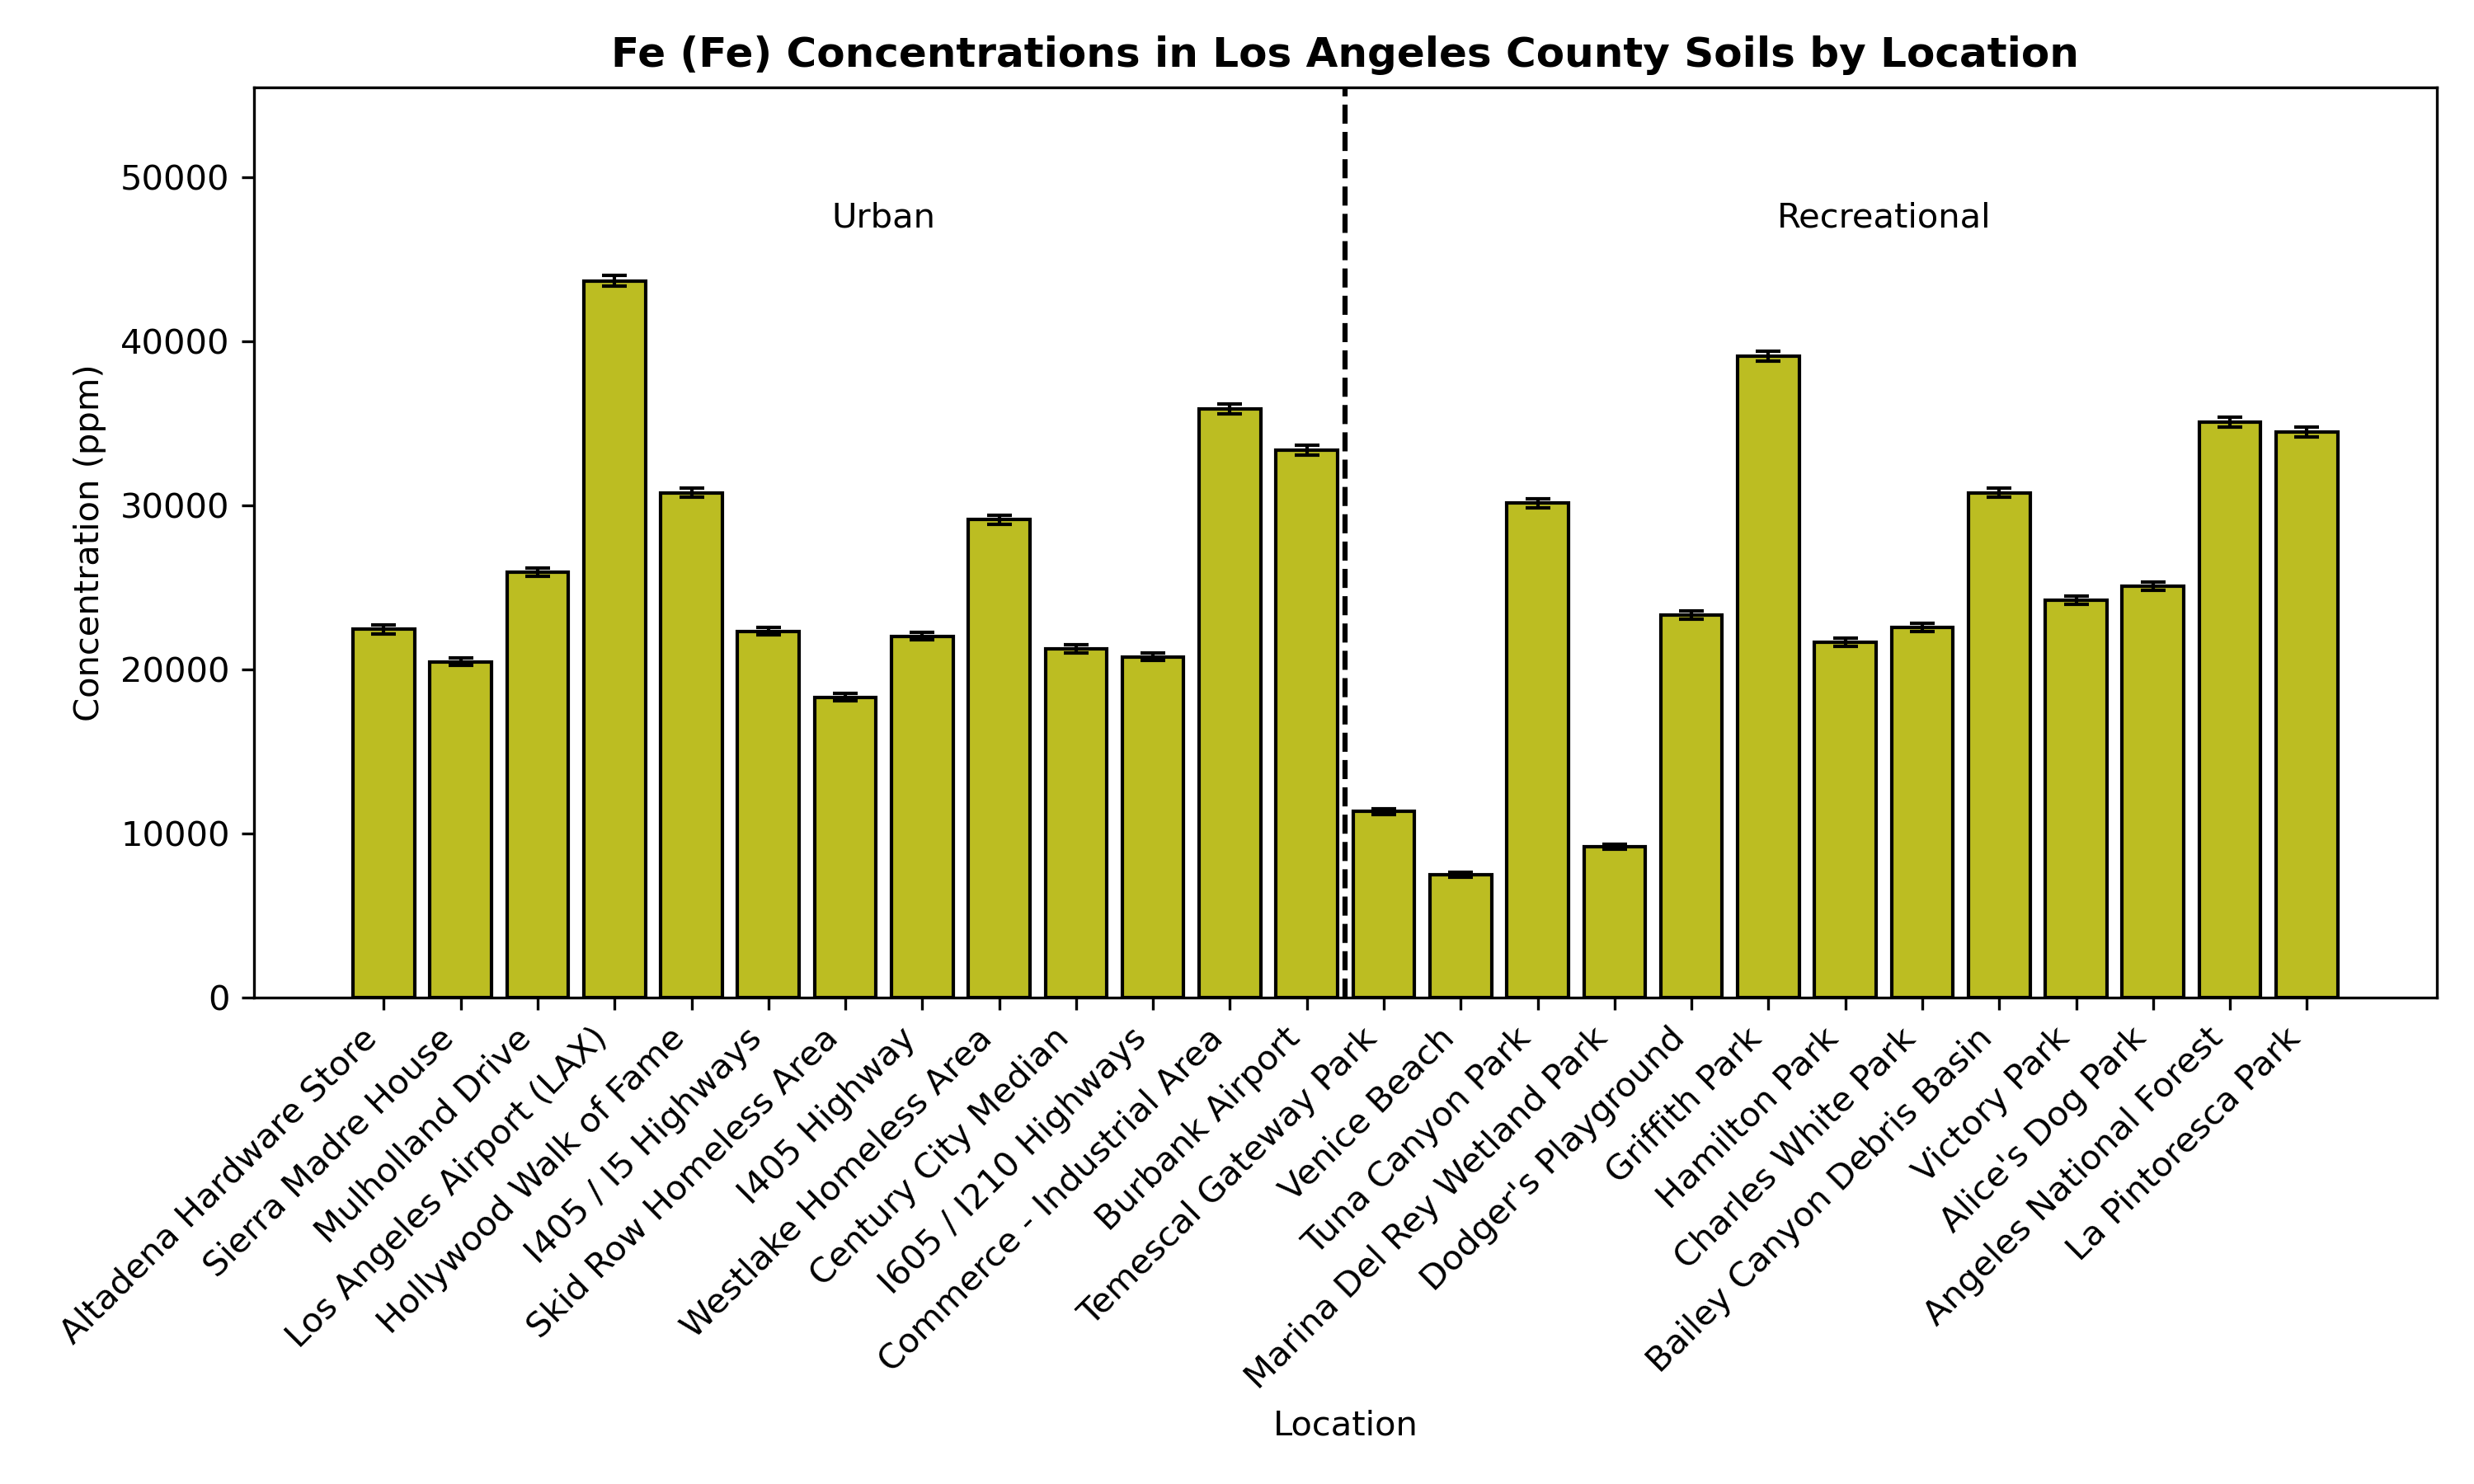 Fe (Fe) Concentrations in Los Angeles County Soils by Location
Concentration (ppm)
50000
40000
30000
20000
10000
0
Urban
Recreational
Altadena Hardware Store
Sierra Madre House
Mulholland Drive
Los Angeles Airport (LAX)
Hollywood Walk of Fame
I405 / I5 Highways
Skid Row Homeless Area
I405 Highway
Westlake Homeless Area
Century City Median
I605 / I210 Highways
Commerce - Industrial Area
Burbank Airport
Temescal Gateway Park
Venice Beach
Tuna Canyon Park
Marina Del Rey Wetland Park
Dodger's Playground
Griffith Park
Hamilton Park
Charles White Park
Bailey Canyon Debris Basin
Victory Park
Alice's Dog Park
Angeles National Forest
La Pintoresca Park
Location